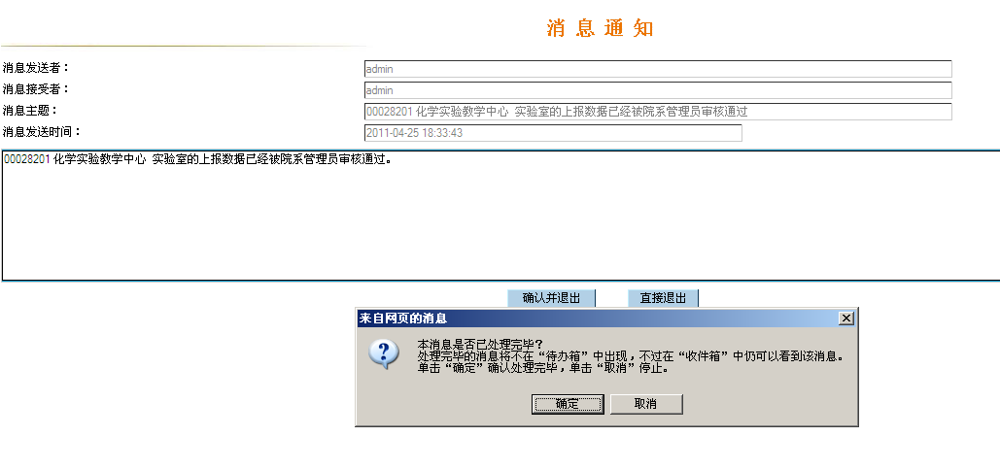 消 息 通 知
消息发送者：
admin
消息接受者：
admin
消息主题：
00028201 化学实验教学中心 实验室的上报数据已经被院系管理员审核通过
消息发送时间：
2011-04-25 18:33:43
00028201 化学实验教学中心 实验室的上报数据已经被院系管理员审核通过。
确认并退出
直接退出
来自网页的消息
本消息是否已处理完毕?
处理完毕的消息将不在“待办箱”中出现，不过在“收件箱”中仍可以看到该消息。
单击“确定”确认处理完毕，单击“取消”停止。
确定
取消